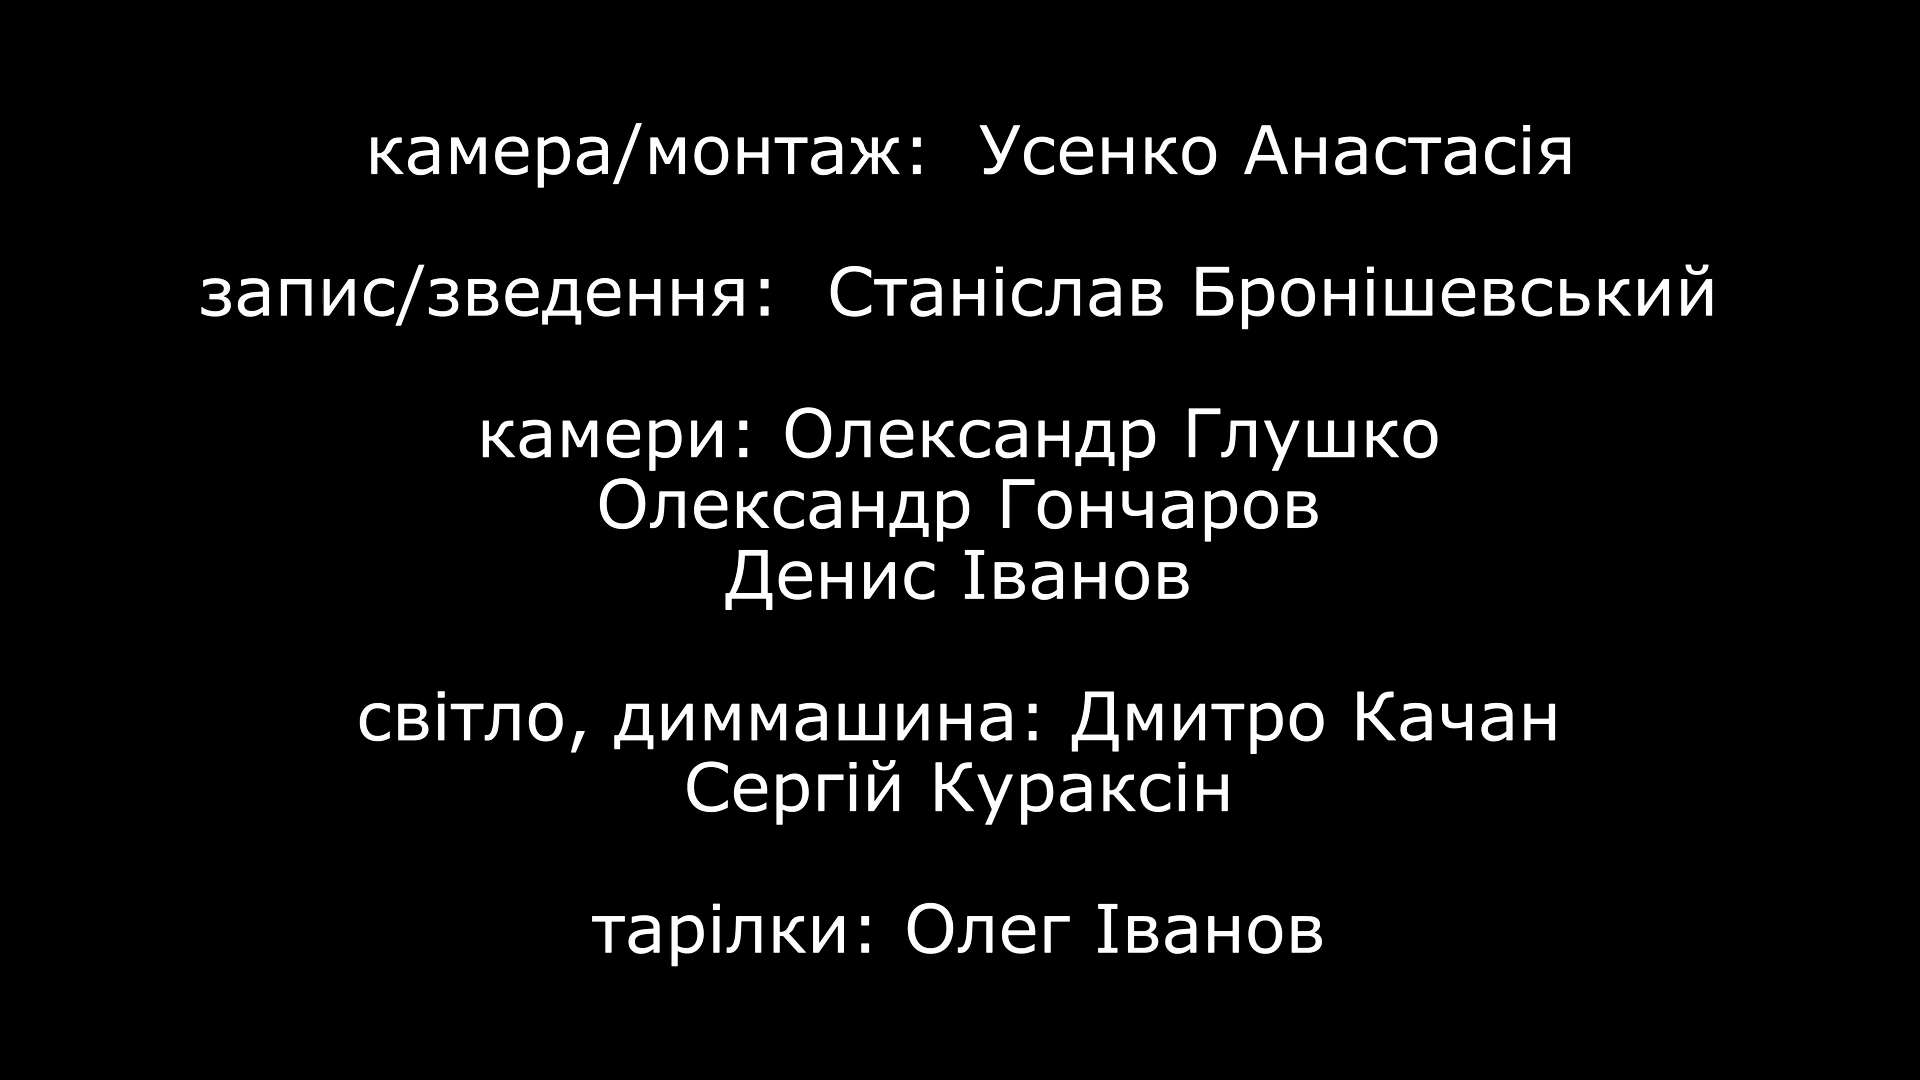 камера/монтаж:  Усенко Анастасія
запис/зведення:  Станіслав Бронішевський
камери: Олександр Глушко
Олександр Гончаров
Денис Іванов
світло, диммашина: Дмитро Качан
Сергій Кураксін
тарілки: Олег Іванов